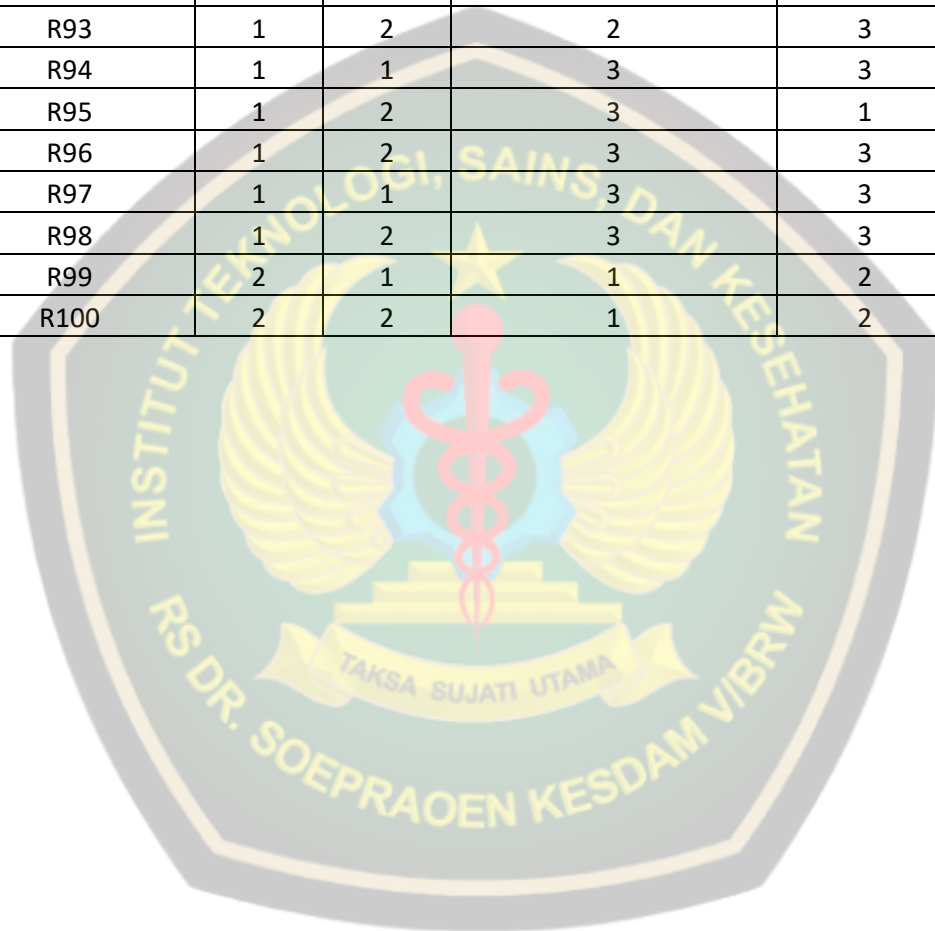 R93 1 2 2 3
R94 1 1 3 3
R95 1 2 3 1
R96 1 2 3 3
R97 1 1 3 3
R98 1 2 3 3
R99 2 1 1 2
R100 2 2 1 2
INSTITUT TEKNOLOGI, SAINS, DAN KESEHATAN
TAKSA SUJATI UTAMA
RS DR. SOEPRAOEN KESDAM V/BRW